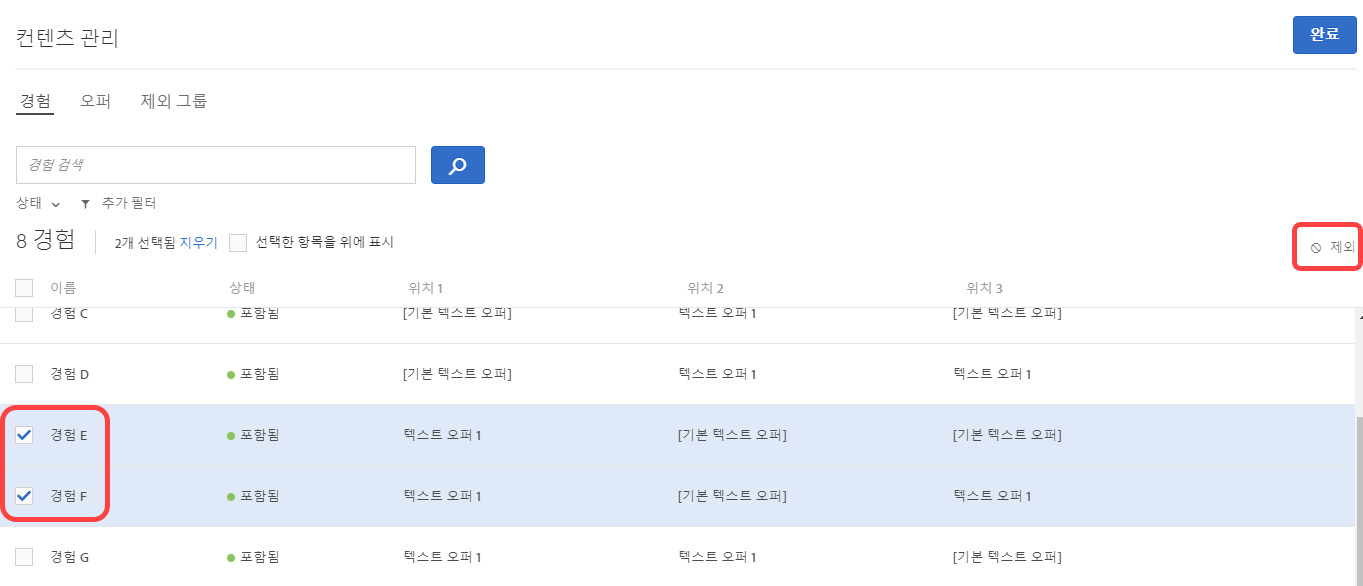 컨텐츠 관리
완료
경험 오퍼 제외 그룹
경험 검색
상태 추가 필터
8 경험 2개 선택됨 지우기 선택한 항목을 위에 표시 제외
이름 상태 위치 1 위치 2 위치 3
경험 C 포함됨 [기본 텍스트 오퍼] 텍스트 오퍼 1 [기본 텍스트 오퍼]
경험 D 포함됨 [기본 텍스트 오퍼] 텍스트 오퍼 1 텍스트 오퍼 1
경험 E 포함됨 텍스트 오퍼 1 [기본 텍스트 오퍼] [기본 텍스트 오퍼]
경험 F 포함됨 텍스트 오퍼 1 [기본 텍스트 오퍼] 텍스트 오퍼 1
경험 G 포함됨 텍스트 오퍼 1 텍스트 오퍼 1 [기본 텍스트 오퍼]